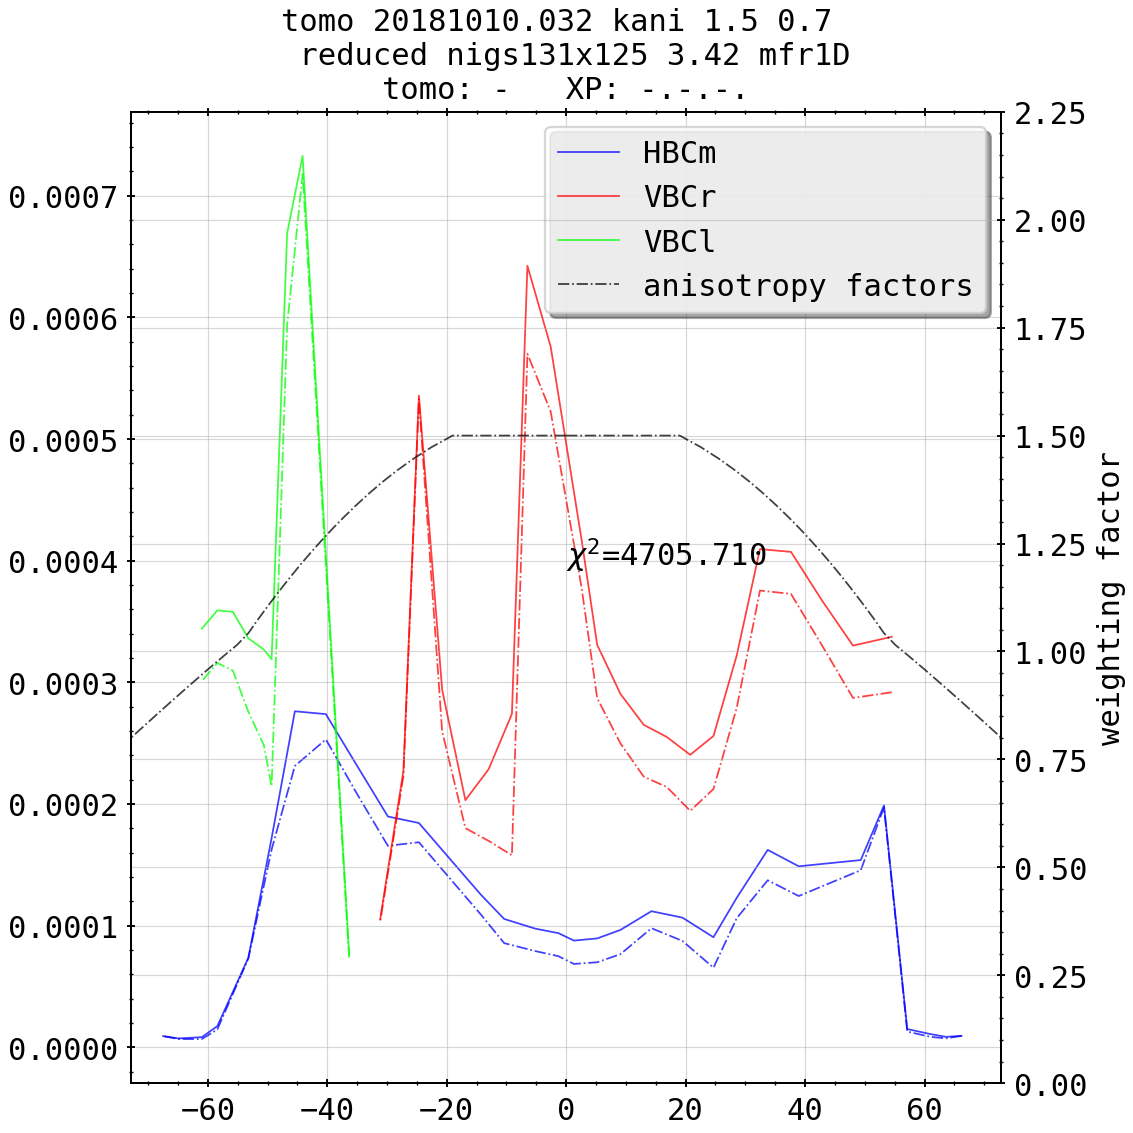 tomo 20181010.032 kani 1.5 0.7
reduced nigs131x125 3.42 mfr1D
tomo: -   XP: -.-.-.
HBCm
VBCr
VBCl
anisotropy factors
χ²=4705.710
0.0007
0.0006
0.0005
0.0004
0.0003
0.0002
0.0001
0.0000
2.25
2.00
1.75
1.50
1.25
1.00
0.75
0.50
0.25
0.00
weighting factor
−60 −40 −20 0 20 40 60